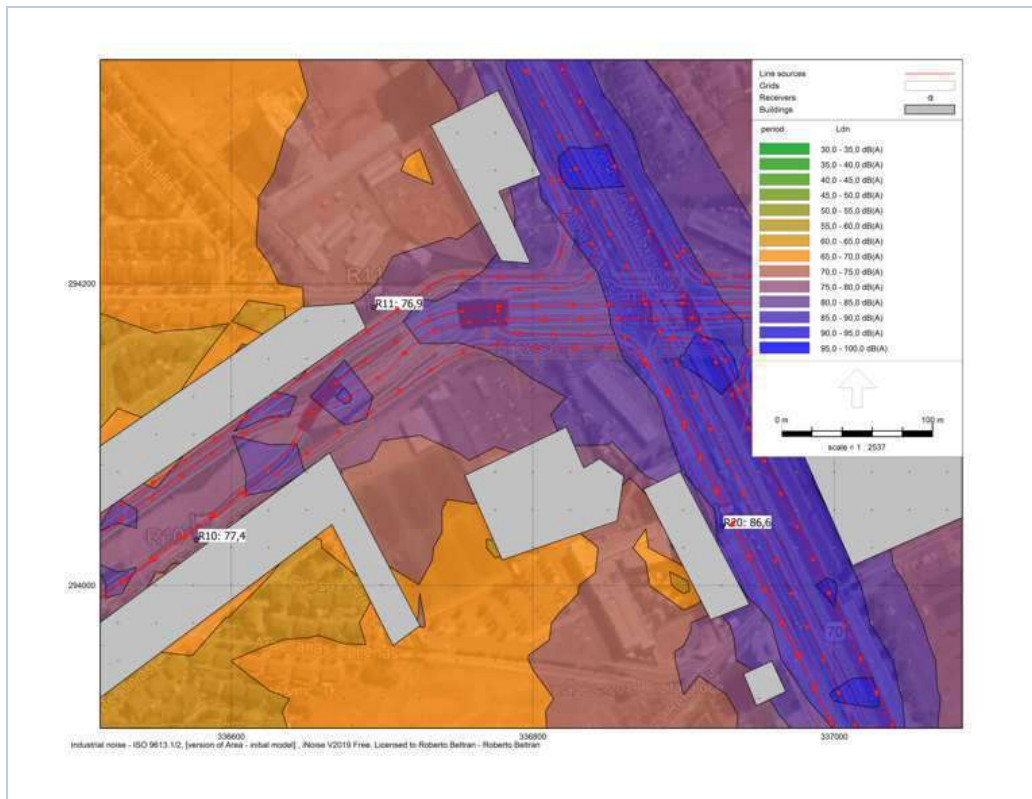 Line sources
Grids
Receivers
Buildings
period Ldn
30,0 - 35,0 dB(A)
35,0 - 40,0 dB(A)
40,0 - 45,0 dB(A)
45,0 - 50,0 dB(A)
50,0 - 55,0 dB(A)
55,0 - 60,0 dB(A)
60,0 - 65,0 dB(A)
65,0 - 70,0 dB(A)
70,0 - 75,0 dB(A)
75,0 - 80,0 dB(A)
80,0 - 85,0 dB(A)
85,0 - 90,0 dB(A)
90,0 - 95,0 dB(A)
95,0 - 100,0 dB(A)
0 m 100 m
scale = 1 : 2537
294200
R11
R11: 76,9
R10
R10: 77,4
R20: 86,6
294000
70
336600 336800 337000
Industrial noise - ISO 9613.1/2, [version of Area - initial model] , iNoise V2019 Free. Licensed to Roberto Beltran - Roberto Beltran